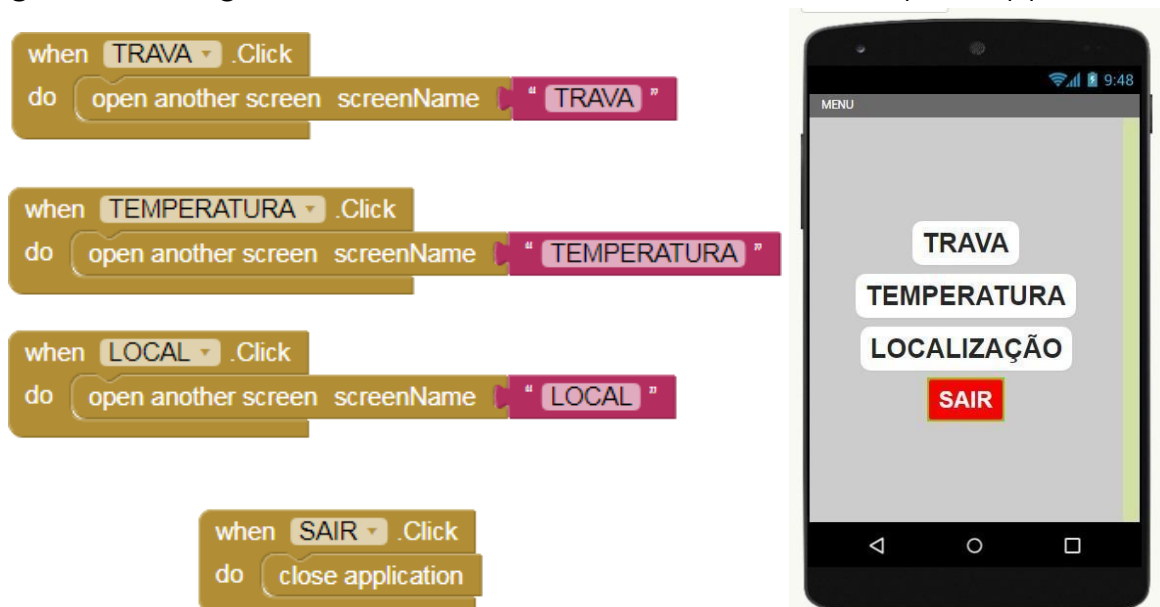 when TRAVA .Click
do open another screen screenName " TRAVA "
when TEMPERATURA .Click
do open another screen screenName " TEMPERATURA "
when LOCAL .Click
do open another screen screenName " LOCAL "
when SAIR .Click
do close application
9:48
MENU
TRAVA
TEMPERATURA
LOCALIZAÇÃO
SAIR